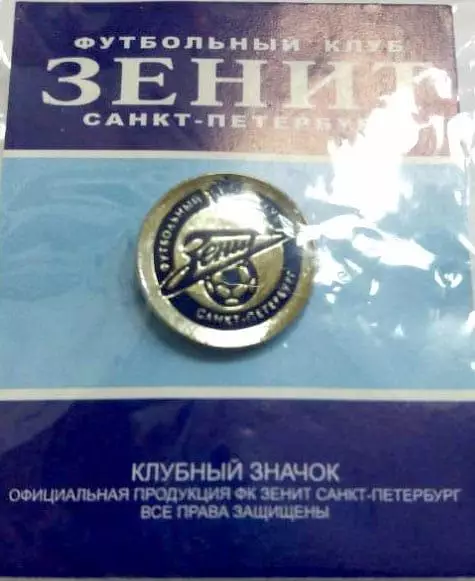 ФУТБОЛЬНЫЙ КЛУБ
ЗЕНИТ
САНКТ-ПЕТЕРБУРГ
ФУТБОЛЬНЫЙ
Зенит
САНКТ-ПЕТЕРБУРГ
КЛУБНЫЙ ЗНАЧОК
ОФИЦИАЛЬНАЯ ПРОДУКЦИЯ ФК ЗЕНИТ САНКТ-ПЕТЕРБУРГ
ВСЕ ПРАВА ЗАЩИЩЕНЫ